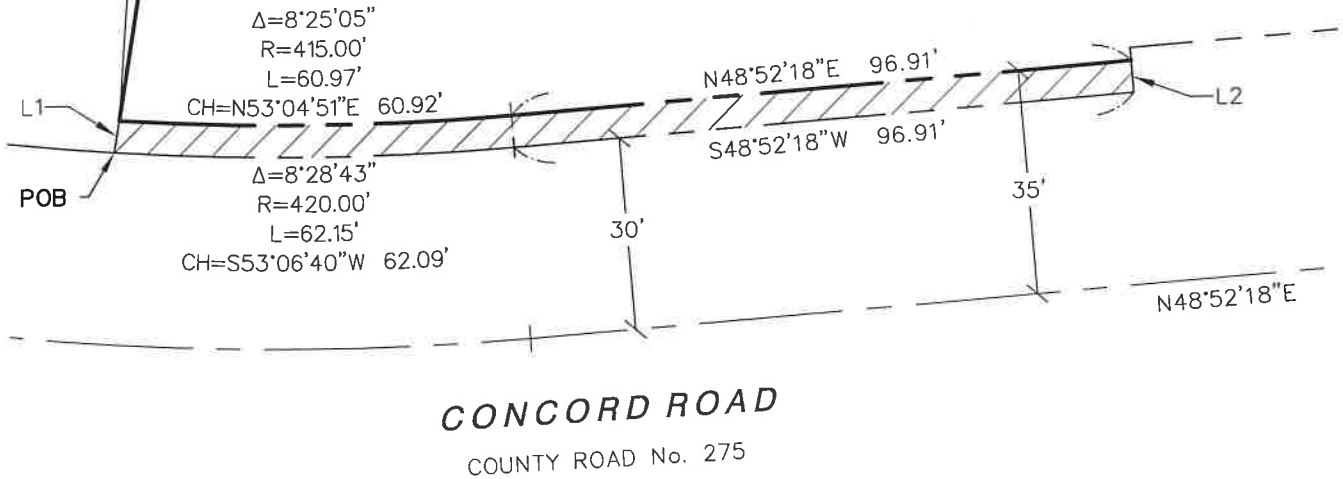 Δ=8°25'05"
R=415.00'
L=60.97'
CH=N53°04'51"E 60.92'
N48°52'18"E 96.91'
L1
L2
S48°52'18"W 96.91'
POB
Δ=8°28'43"
R=420.00'
L=62.15'
CH=S53°06'40"W 62.09'
30'
35'
N48°52'18"E
CONCORD ROAD
COUNTY ROAD No. 275